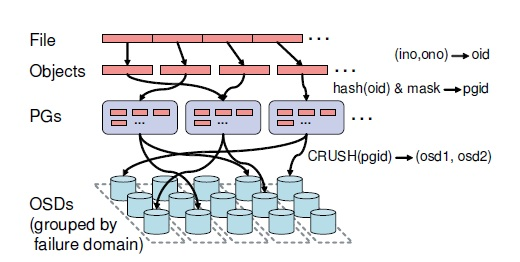 File
...
(ino,ono) → oid
Objects
...
hash(oid) & mask → pgid
PGs
...
...
...
...
CRUSH(pgid) → (osd1, osd2)
OSDs
(grouped by
failure domain)